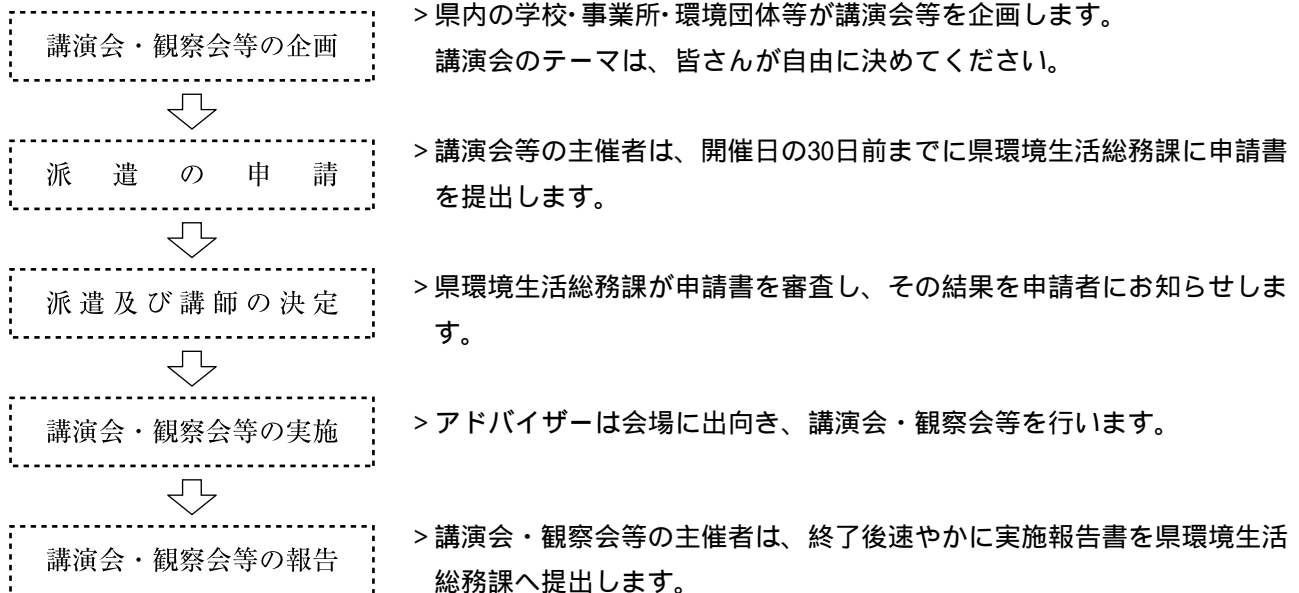 講演会・観察会等の企画
>県内の学校・事業所・環境団体等が講演会等を企画します。
講演会のテーマは、皆さんが自由に決めてください。
派遣の申請
>講演会等の主催者は、開催日の30日前までに県環境生活総務課に申請書
を提出します。
派遣及び講師の決定
>県環境生活総務課が申請書を審査し、その結果を申請者にお知らせしま
す。
講演会・観察会等の実施
>アドバイザーは会場に出向き、講演会・観察会等を行います。
講演会・観察会等の報告
>講演会・観察会等の主催者は、終了後速やかに実施報告書を県環境生活
総務課へ提出します。